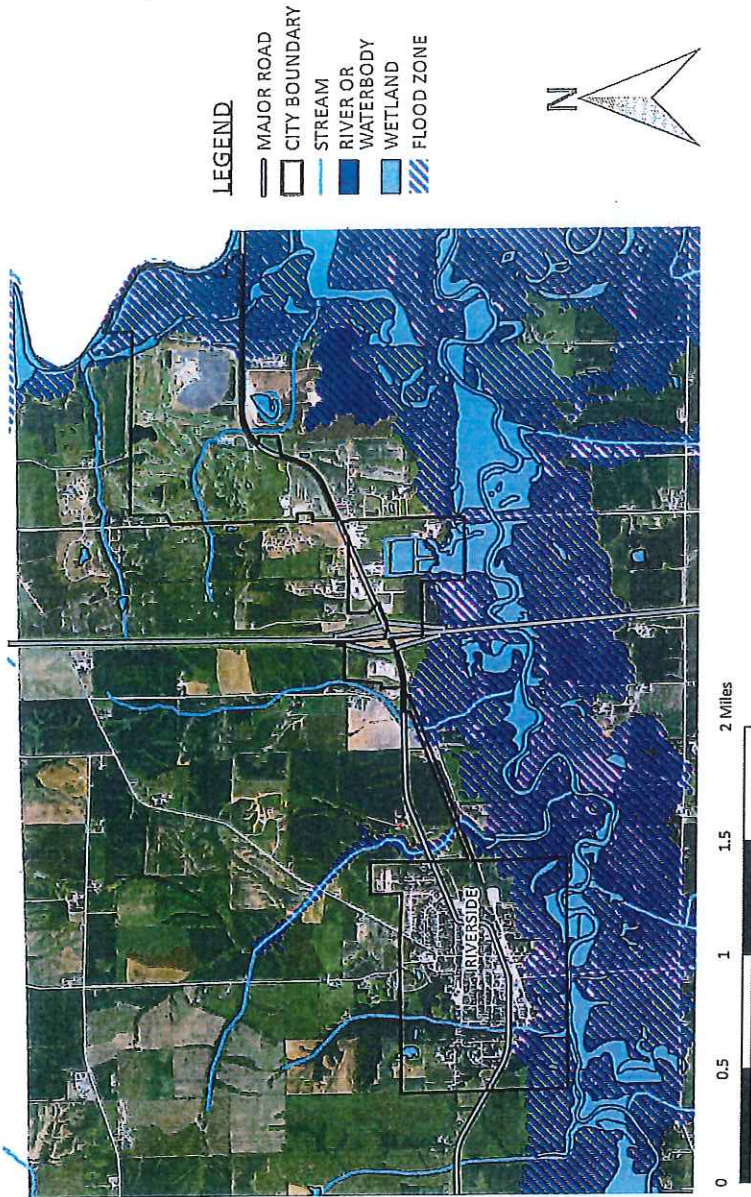 LEGEND
MAJOR ROAD
CITY BOUNDARY
STREAM
RIVER OR
WATERBODY
WETLAND
FLOOD ZONE
N
RIVERSIDE
0 0.5 1 1.5 2 Miles